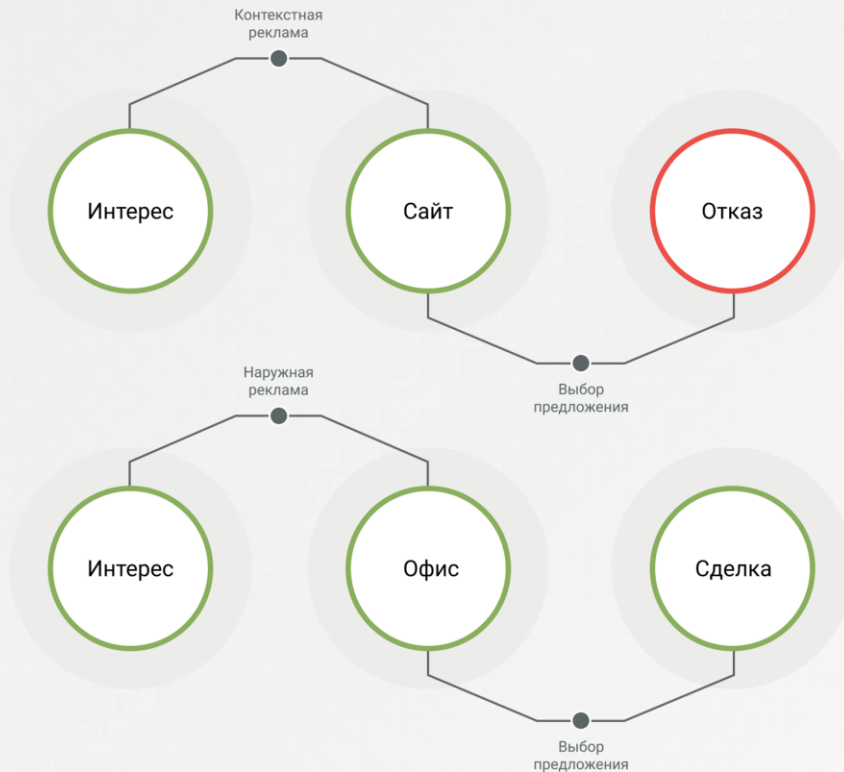 Контекстная
реклама
Интерес
Сайт
Отказ
Выбор
предложения
Наружная
реклама
Интерес
Офис
Сделка
Выбор
предложения